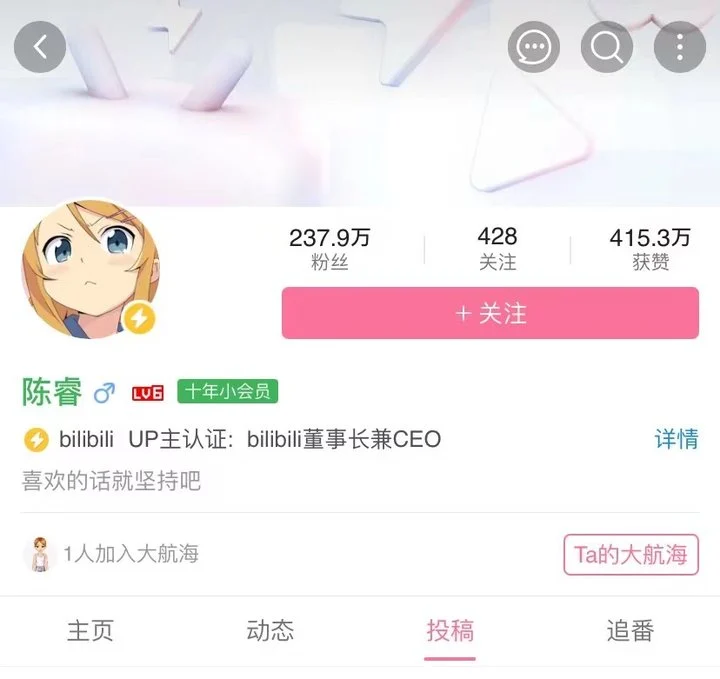 237.9万 428 415.3万
粉丝 关注 获赞
+ 关注
陈睿 LV6 十年小会员
bilibili UP主认证: bilibili董事长兼CEO 详情
喜欢的话就坚持吧
1人加入大航海 Ta的大航海
主页 动态 投稿 追番